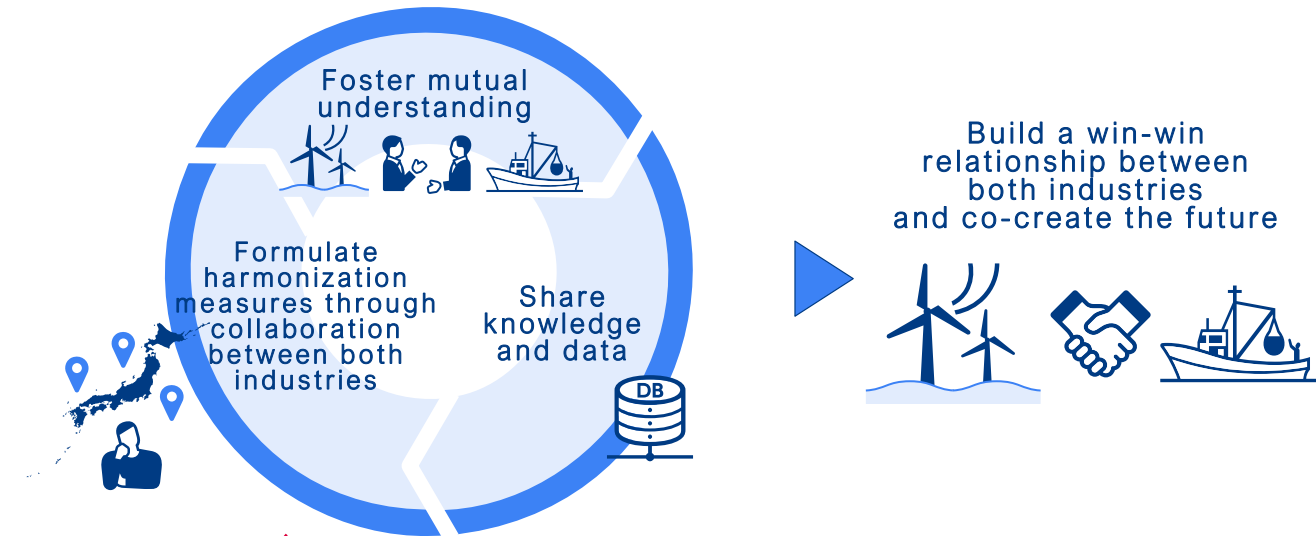 Foster mutual
understanding
Formulate
harmonization
measures through
collaboration
between both
industries
Share
knowledge
and data
DB
Build a win-win
relationship between
both industries
and co-create the future